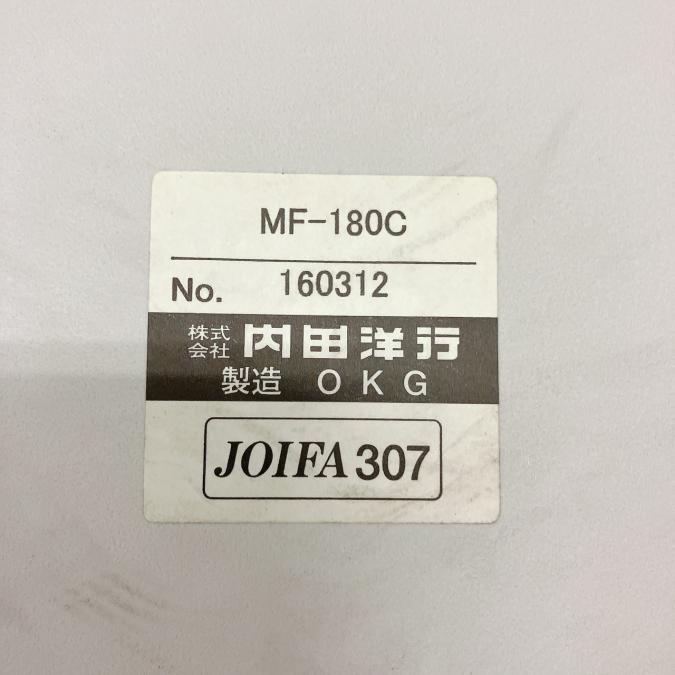 MF-180C
No. 160312
株式会社 内田洋行
製造 OKG
JOIFA 307